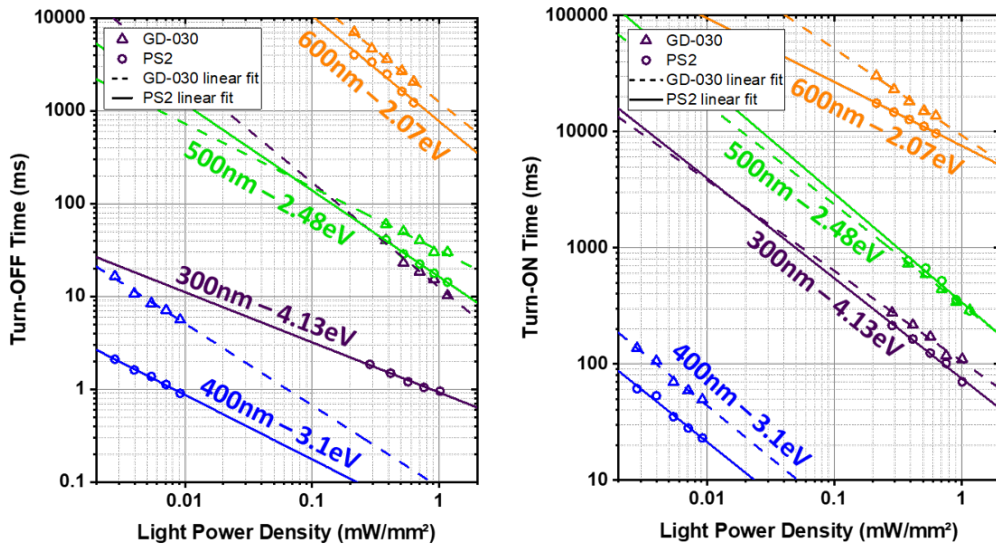 10000
1000
100
10
1
0.1
Turn-OFF Time (ms)
GD-030
PS2
GD-030 linear fit
PS2 linear fit
600nm – 2.07eV
500nm – 2.48eV
300nm – 4.13eV
400nm – 3.1eV
0.01
0.1
1
Light Power Density (mW/mm²)
100000
10000
1000
100
10
Turn-ON Time (ms)
GD-030
PS2
GD-030 linear fit
PS2 linear fit
600nm – 2.07eV
500nm – 2.48eV
300nm – 4.13eV
400nm – 3.1eV
0.01
0.1
1
Light Power Density (mW/mm²)